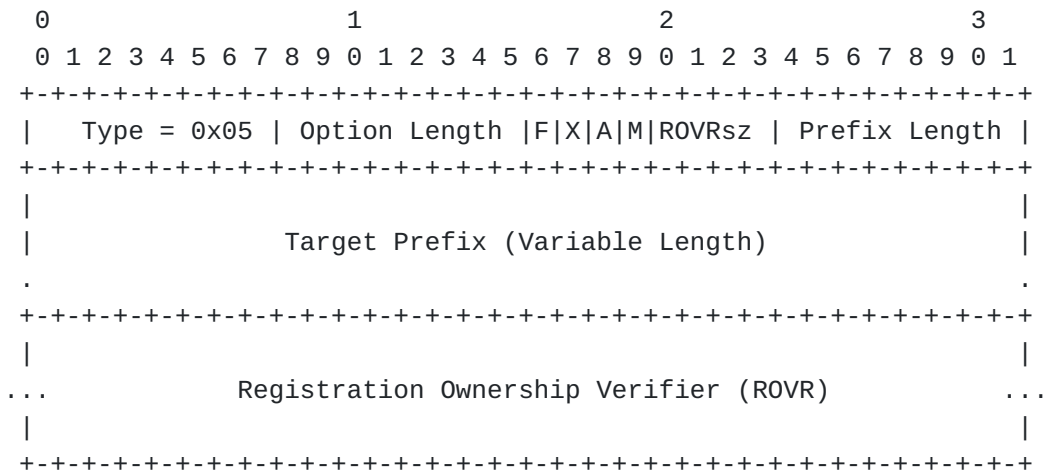 0                   1                   2                   3
0 1 2 3 4 5 6 7 8 9 0 1 2 3 4 5 6 7 8 9 0 1 2 3 4 5 6 7 8 9 0 1
+-+-+-+-+-+-+-+-+-+-+-+-+-+-+-+-+-+-+-+-+-+-+-+-+-+-+-+-+-+-+-+-+
|   Type = 0x05 | Option Length |F|X|A|M|ROVRsz | Prefix Length |
+-+-+-+-+-+-+-+-+-+-+-+-+-+-+-+-+-+-+-+-+-+-+-+-+-+-+-+-+-+-+-+-+
|                                                               |
|                Target Prefix (Variable Length)                |
.                                                               .
+-+-+-+-+-+-+-+-+-+-+-+-+-+-+-+-+-+-+-+-+-+-+-+-+-+-+-+-+-+-+-+-+
|                                                               |
...            Registration Ownership Verifier (ROVR)           ...
|                                                               |
+-+-+-+-+-+-+-+-+-+-+-+-+-+-+-+-+-+-+-+-+-+-+-+-+-+-+-+-+-+-+-+-+